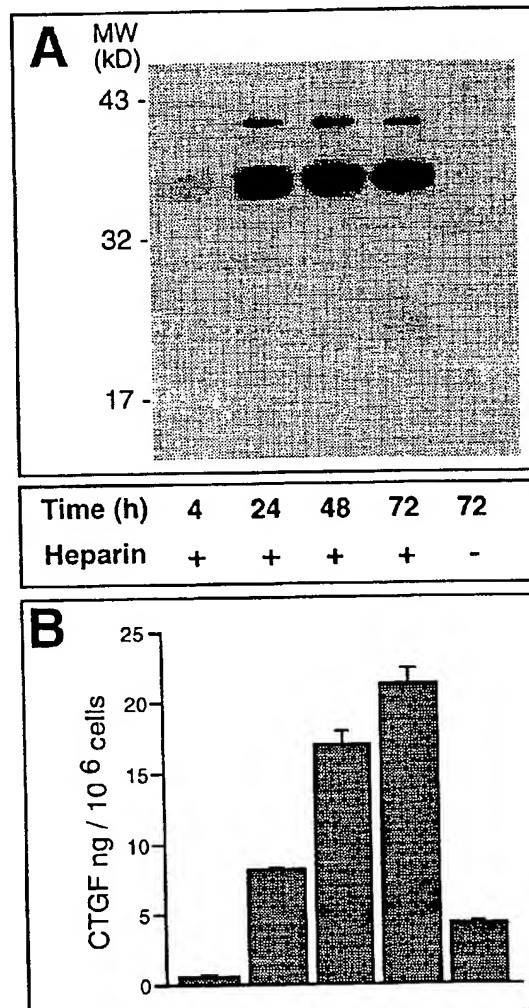 A
MW
(kD)
43 -
32 -
17 -
Time (h) 4 24 48 72 72
Heparin + + + + -
B
CTGF ng / 10 6 cells
25
20
15
10
5
0